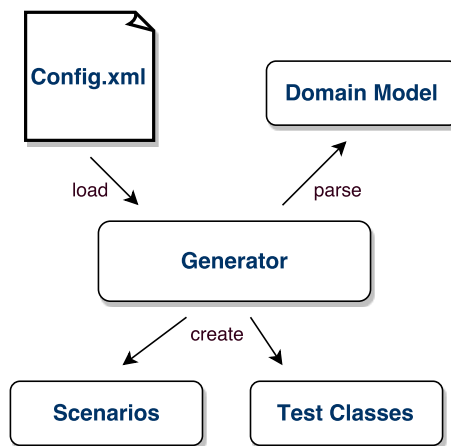 Config.xml
Domain Model
load
parse
Generator
create
Scenarios
Test Classes